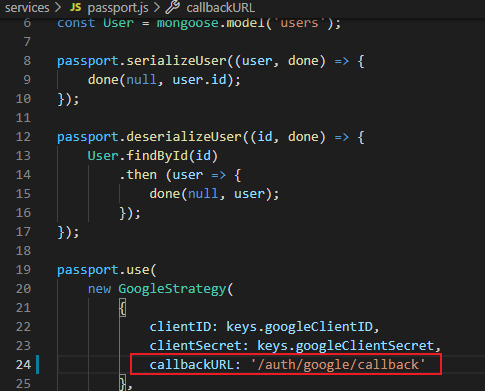 services > JS passport.js > callbackURL
6 const User = mongoose.model('users');
7
8 passport.serializeUser((user, done) => {
9 done(null, user.id);
10 });
11
12 passport.deserializeUser((id, done) => {
13 User.findById(id)
14 .then (user => {
15 done(null, user);
16 });
17 });
18
19 passport.use(
20 new GoogleStrategy(
21 {
22 clientID: keys.googleClientID,
23 clientSecret: keys.googleClientSecret,
24 callbackURL: '/auth/google/callback'
25 },